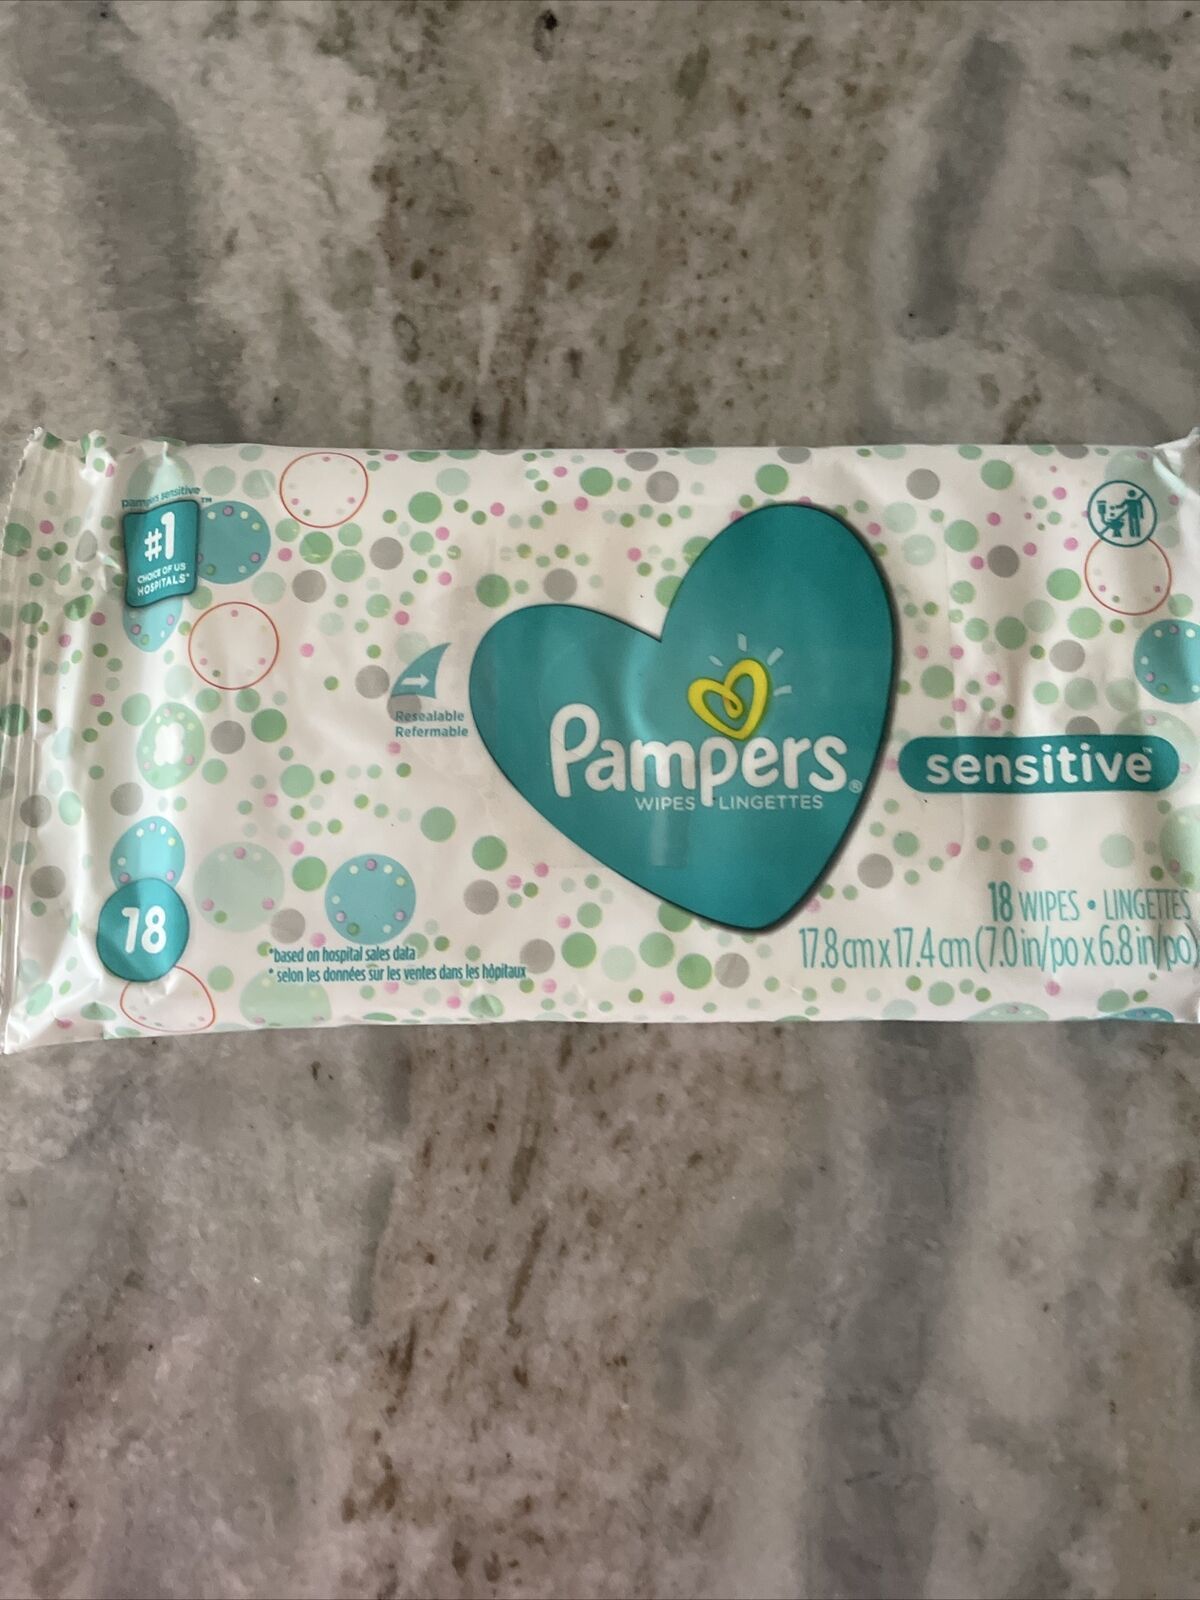 pampers sensitive™
#1
CHOICE OF US
HOSPITALS*
Resealable
Refermable
Pampers®
WIPES LINGETTES
sensitive™
18
18 WIPES • LINGETTES
17.8 cm x 17.4 cm (7.0 in/po x 6.8 in/po)
*based on hospital sales data
* selon les données sur les ventes dans les hôpitaux